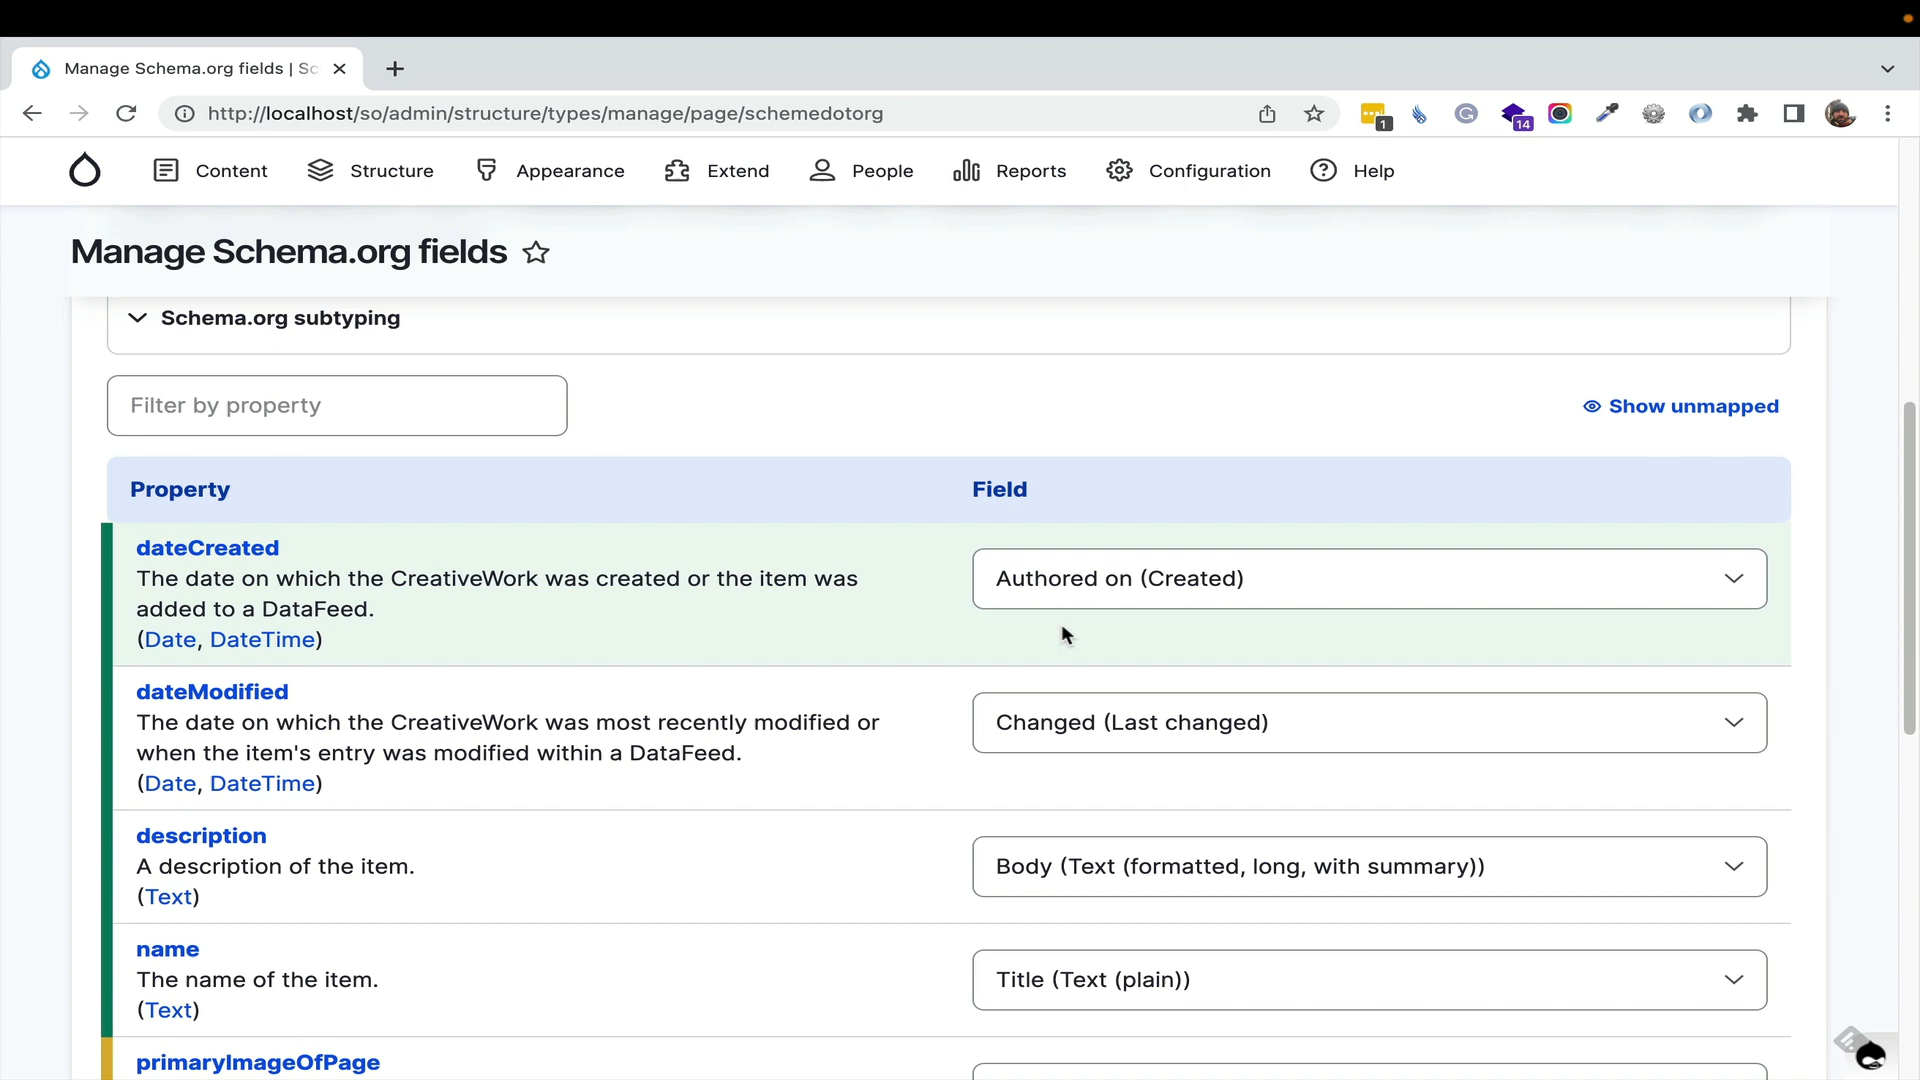 Manage Schema.org fields | Sc
http://localhost/so/admin/structure/types/manage/page/schemedotorg
1
14
Content
Structure
Appearance
Extend
People
Reports
Configuration
Help
Manage Schema.org fields
Schema.org subtyping
Filter by property
Show unmapped
Property
Field
dateCreated
The date on which the CreativeWork was created or the item was
added to a DataFeed.
(Date, DateTime)
Authored on (Created)
dateModified
The date on which the CreativeWork was most recently modified or
when the item's entry was modified within a DataFeed.
(Date, DateTime)
Changed (Last changed)
description
A description of the item.
(Text)
Body (Text (formatted, long, with summary))
name
The name of the item.
(Text)
Title (Text (plain))
primaryImageOfPage